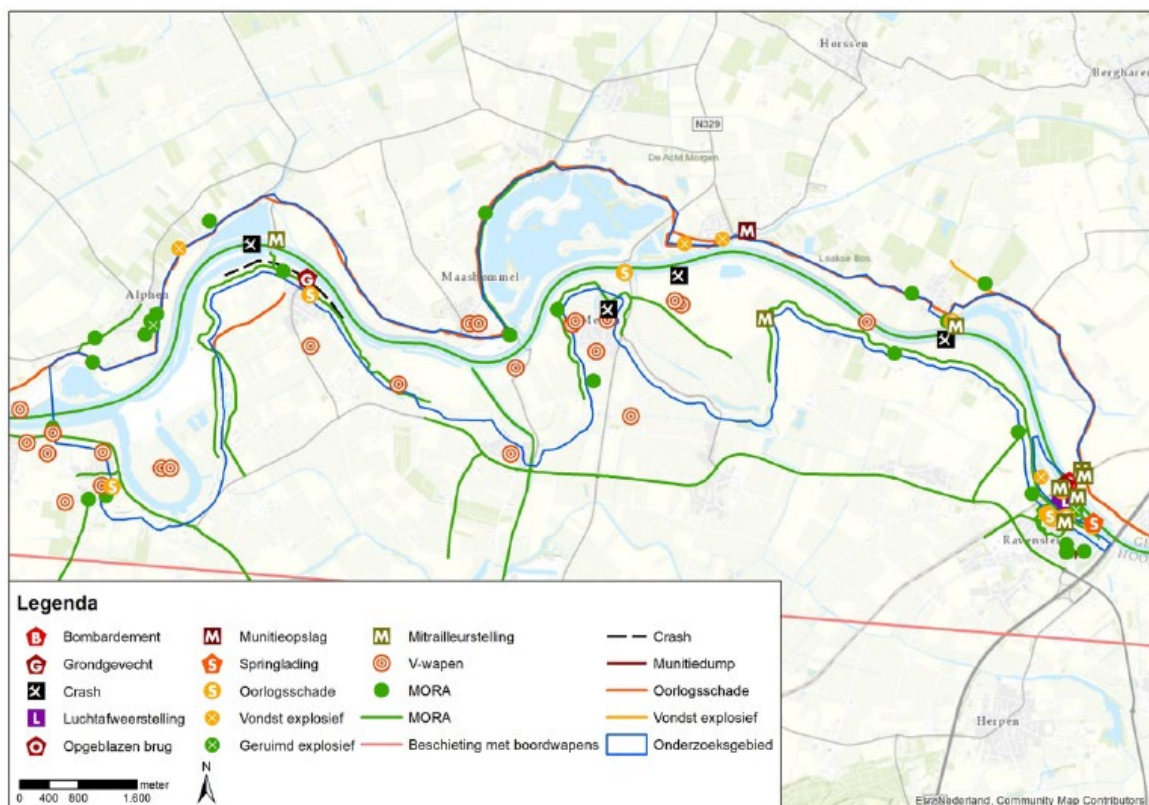 Horssen
Bergharen
N329
De Acht Morgen
Maasbommel
Laakse Bos
Alphen
Legenda
Bombardement
Grondgevecht
Crash
Luchtafweerstelling
Opgeblazen brug
Munitieopslag
Springlading
Oorlogsschade
Vondst explosief
Geruimd explosief
Mitrailleurstelling
V-wapen
MORA
MORA
Beschieting met boordwapens
Crash
Munitiedump
Oorlogsschade
Vondst explosief
Onderzoeksgebied
0 400 800 1.600
meter
N
Herpen
Esri Nederland, Community Map Contributors